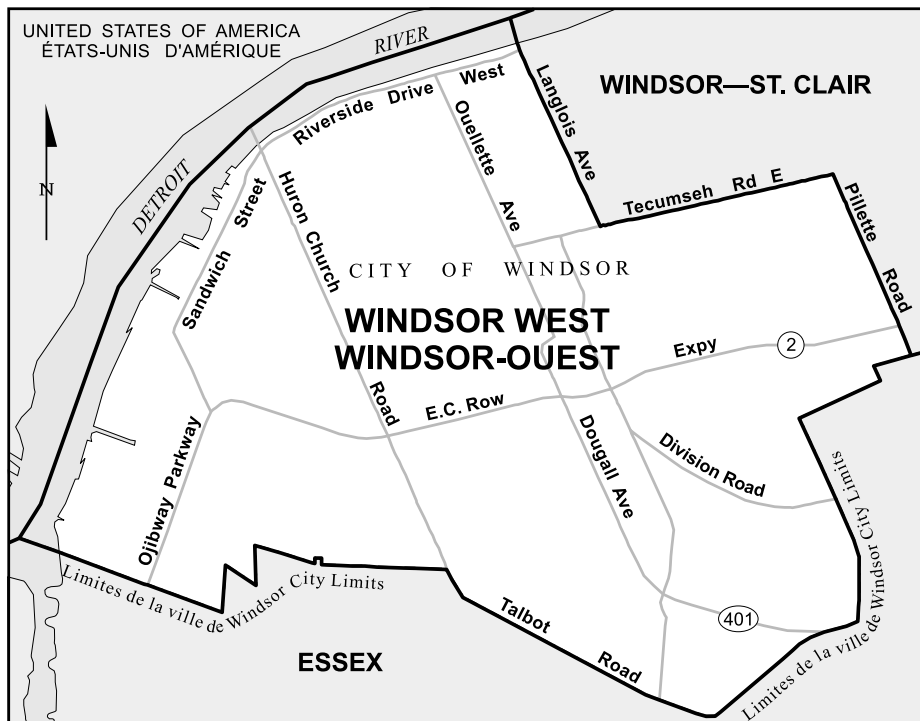 UNITED STATES OF AMERICA
ÉTATS-UNIS D'AMÉRIQUE
RIVER
DETROIT
N
WINDSOR—ST. CLAIR
Riverside Drive West
Langlois Ave
Ouellette Ave
Tecumseh Rd E
Pillette Road
Sandwich Street
Huron Church Road
CITY OF WINDSOR
WINDSOR WEST
WINDSOR-OUEST
Expy
2
E.C. Row
Ojibway Parkway
Dougall Ave
Division Road
Limites de la ville de Windsor City Limits
401
Talbot Road
ESSEX
Limites de la ville de Windsor City Limits